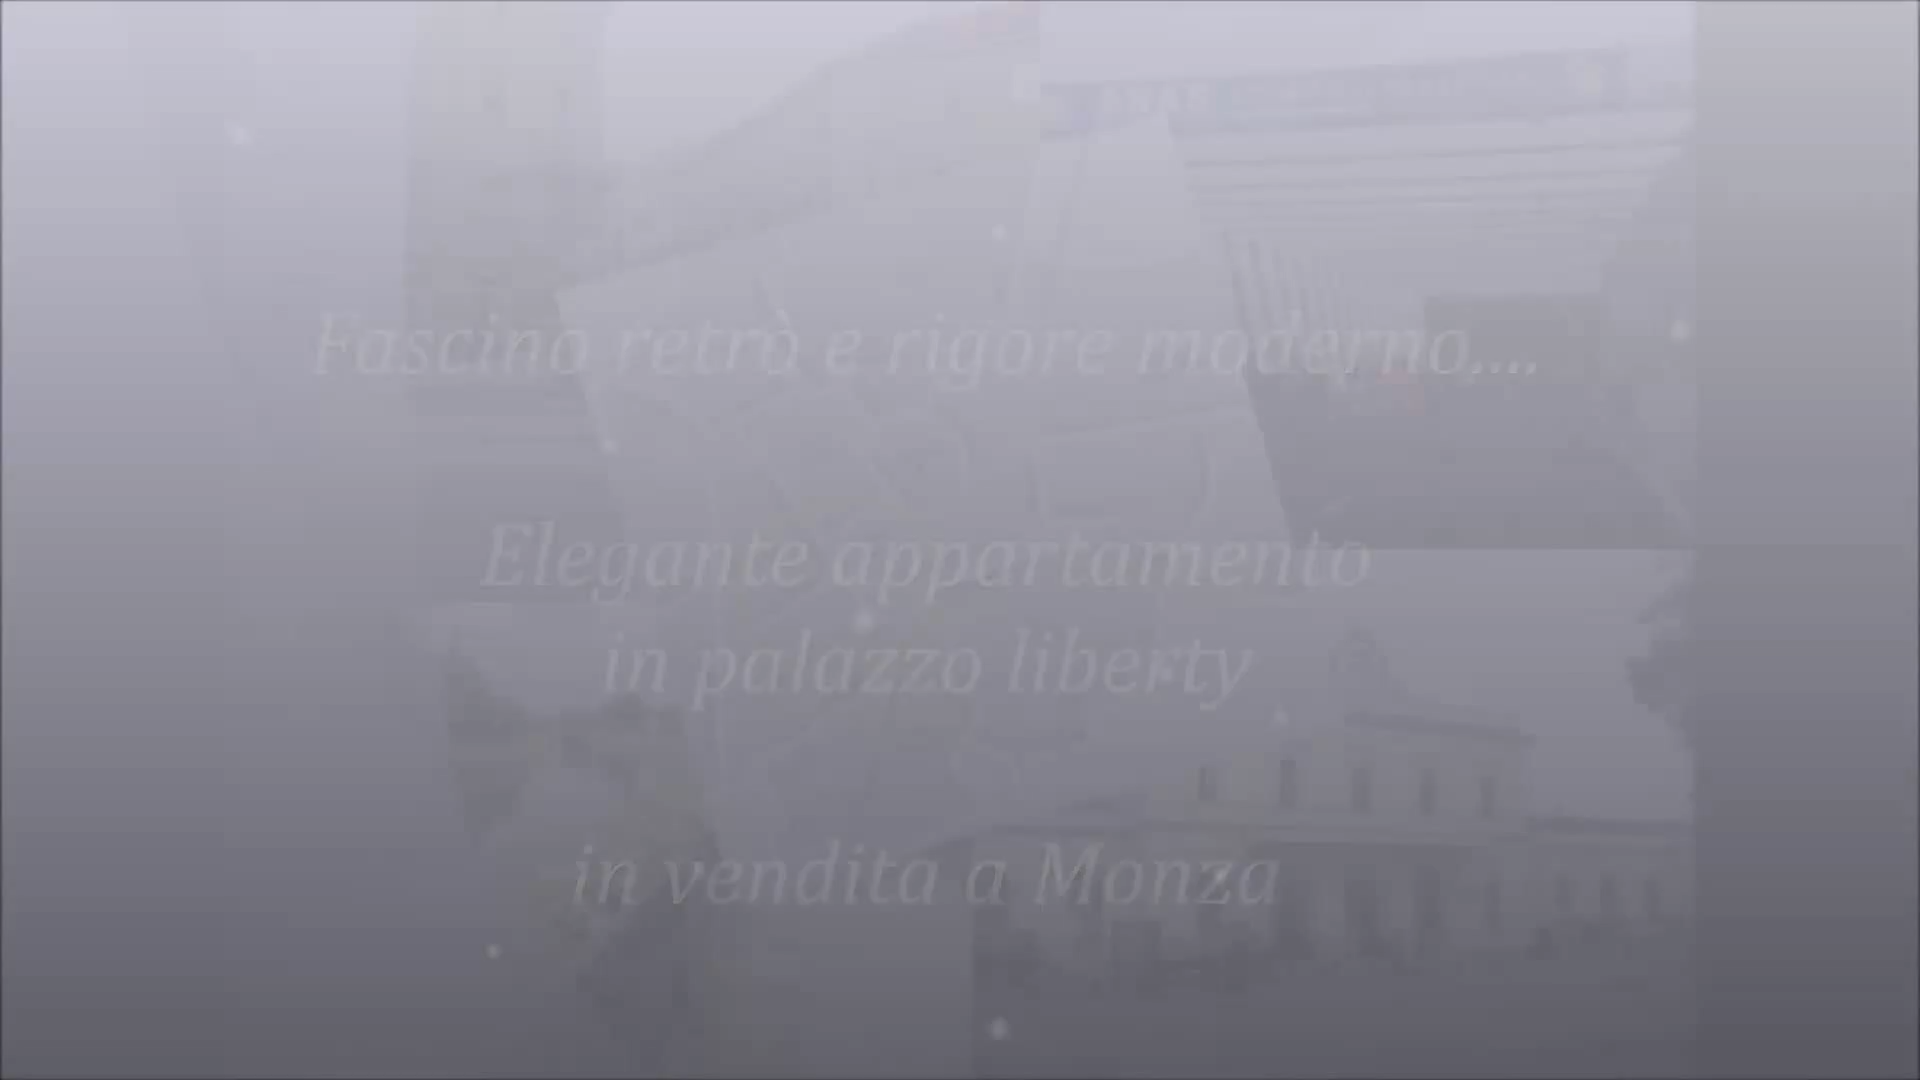 Fascino retrò e rigore moderno....
Elegante appartamento
in palazzo liberty
in vendita a Monza